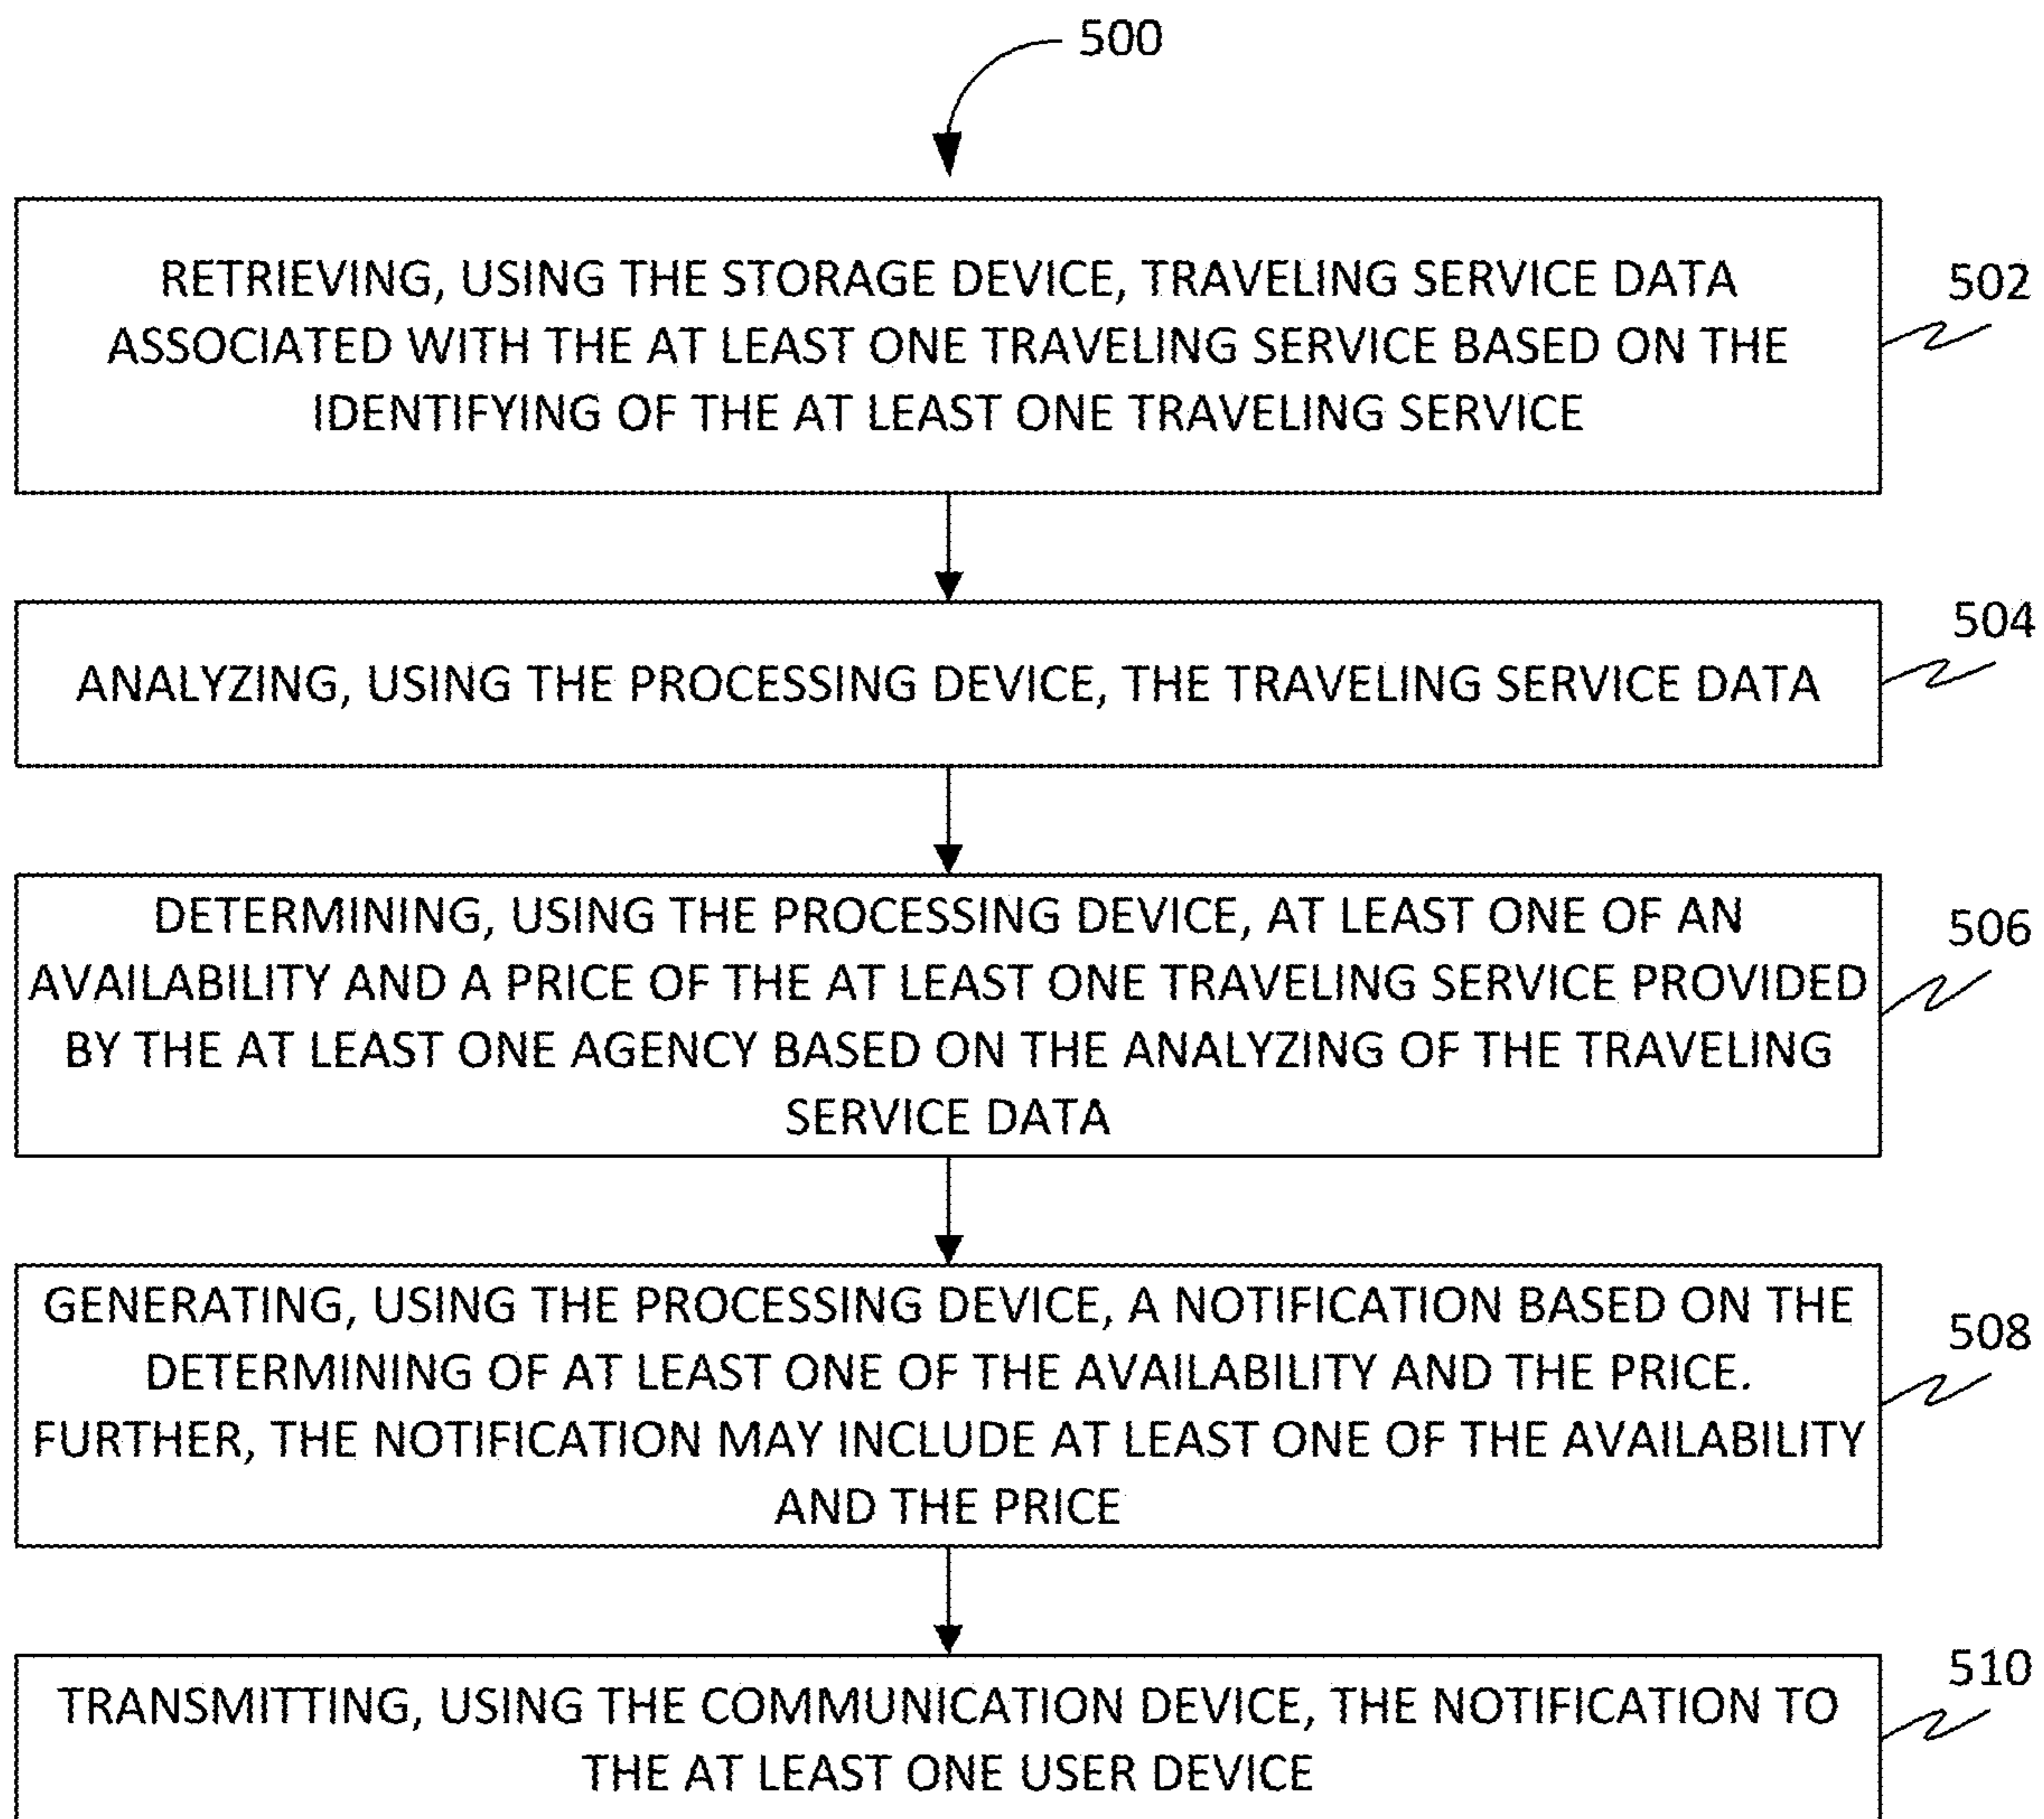 500
RETRIEVING, USING THE STORAGE DEVICE, TRAVELING SERVICE DATA
ASSOCIATED WITH THE AT LEAST ONE TRAVELING SERVICE BASED ON THE
IDENTIFYING OF THE AT LEAST ONE TRAVELING SERVICE
502
ANALYZING, USING THE PROCESSING DEVICE, THE TRAVELING SERVICE DATA
504
DETERMINING, USING THE PROCESSING DEVICE, AT LEAST ONE OF AN
AVAILABILITY AND A PRICE OF THE AT LEAST ONE TRAVELING SERVICE PROVIDED
BY THE AT LEAST ONE AGENCY BASED ON THE ANALYZING OF THE TRAVELING
SERVICE DATA
506
GENERATING, USING THE PROCESSING DEVICE, A NOTIFICATION BASED ON THE
DETERMINING OF AT LEAST ONE OF THE AVAILABILITY AND THE PRICE.
FURTHER, THE NOTIFICATION MAY INCLUDE AT LEAST ONE OF THE AVAILABILITY
AND THE PRICE
508
TRANSMITTING, USING THE COMMUNICATION DEVICE, THE NOTIFICATION TO
THE AT LEAST ONE USER DEVICE
510